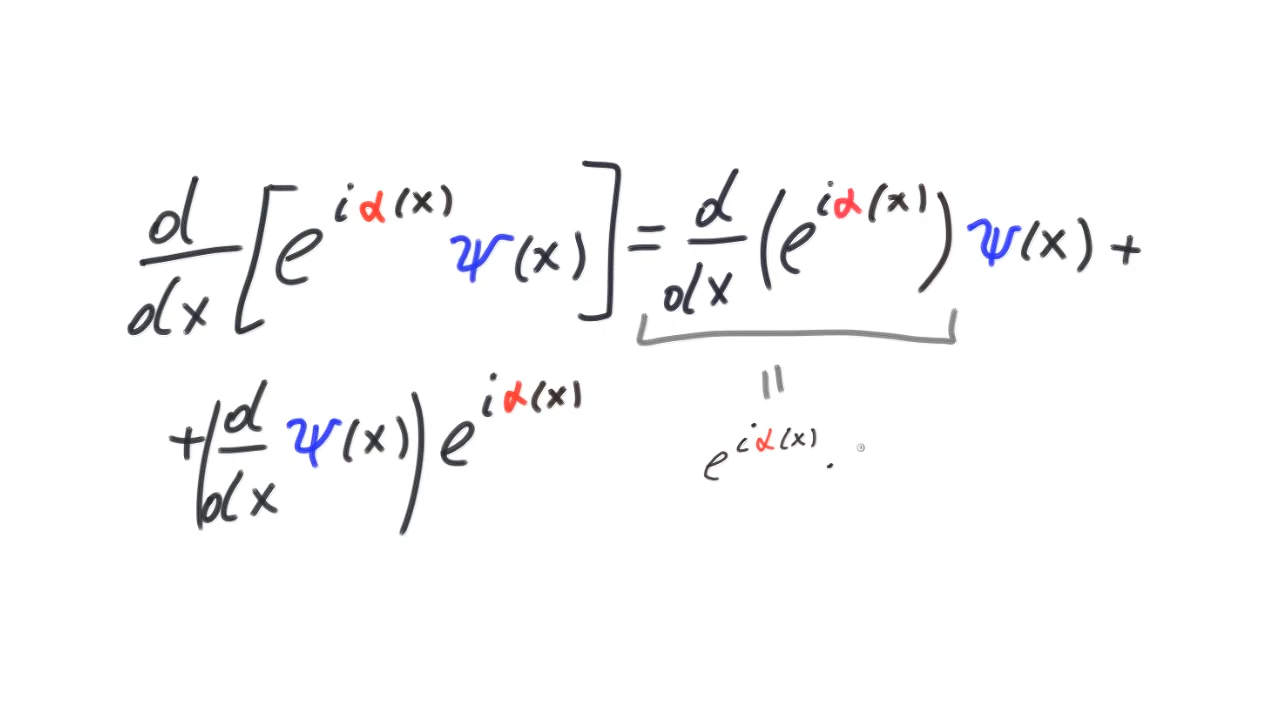 d/dx [e^{iα(x)} ψ(x)] = d/dx (e^{iα(x)}) ψ(x) +
+ (d/dx ψ(x)) e^{iα(x)}
||
e^{iα(x)} ·